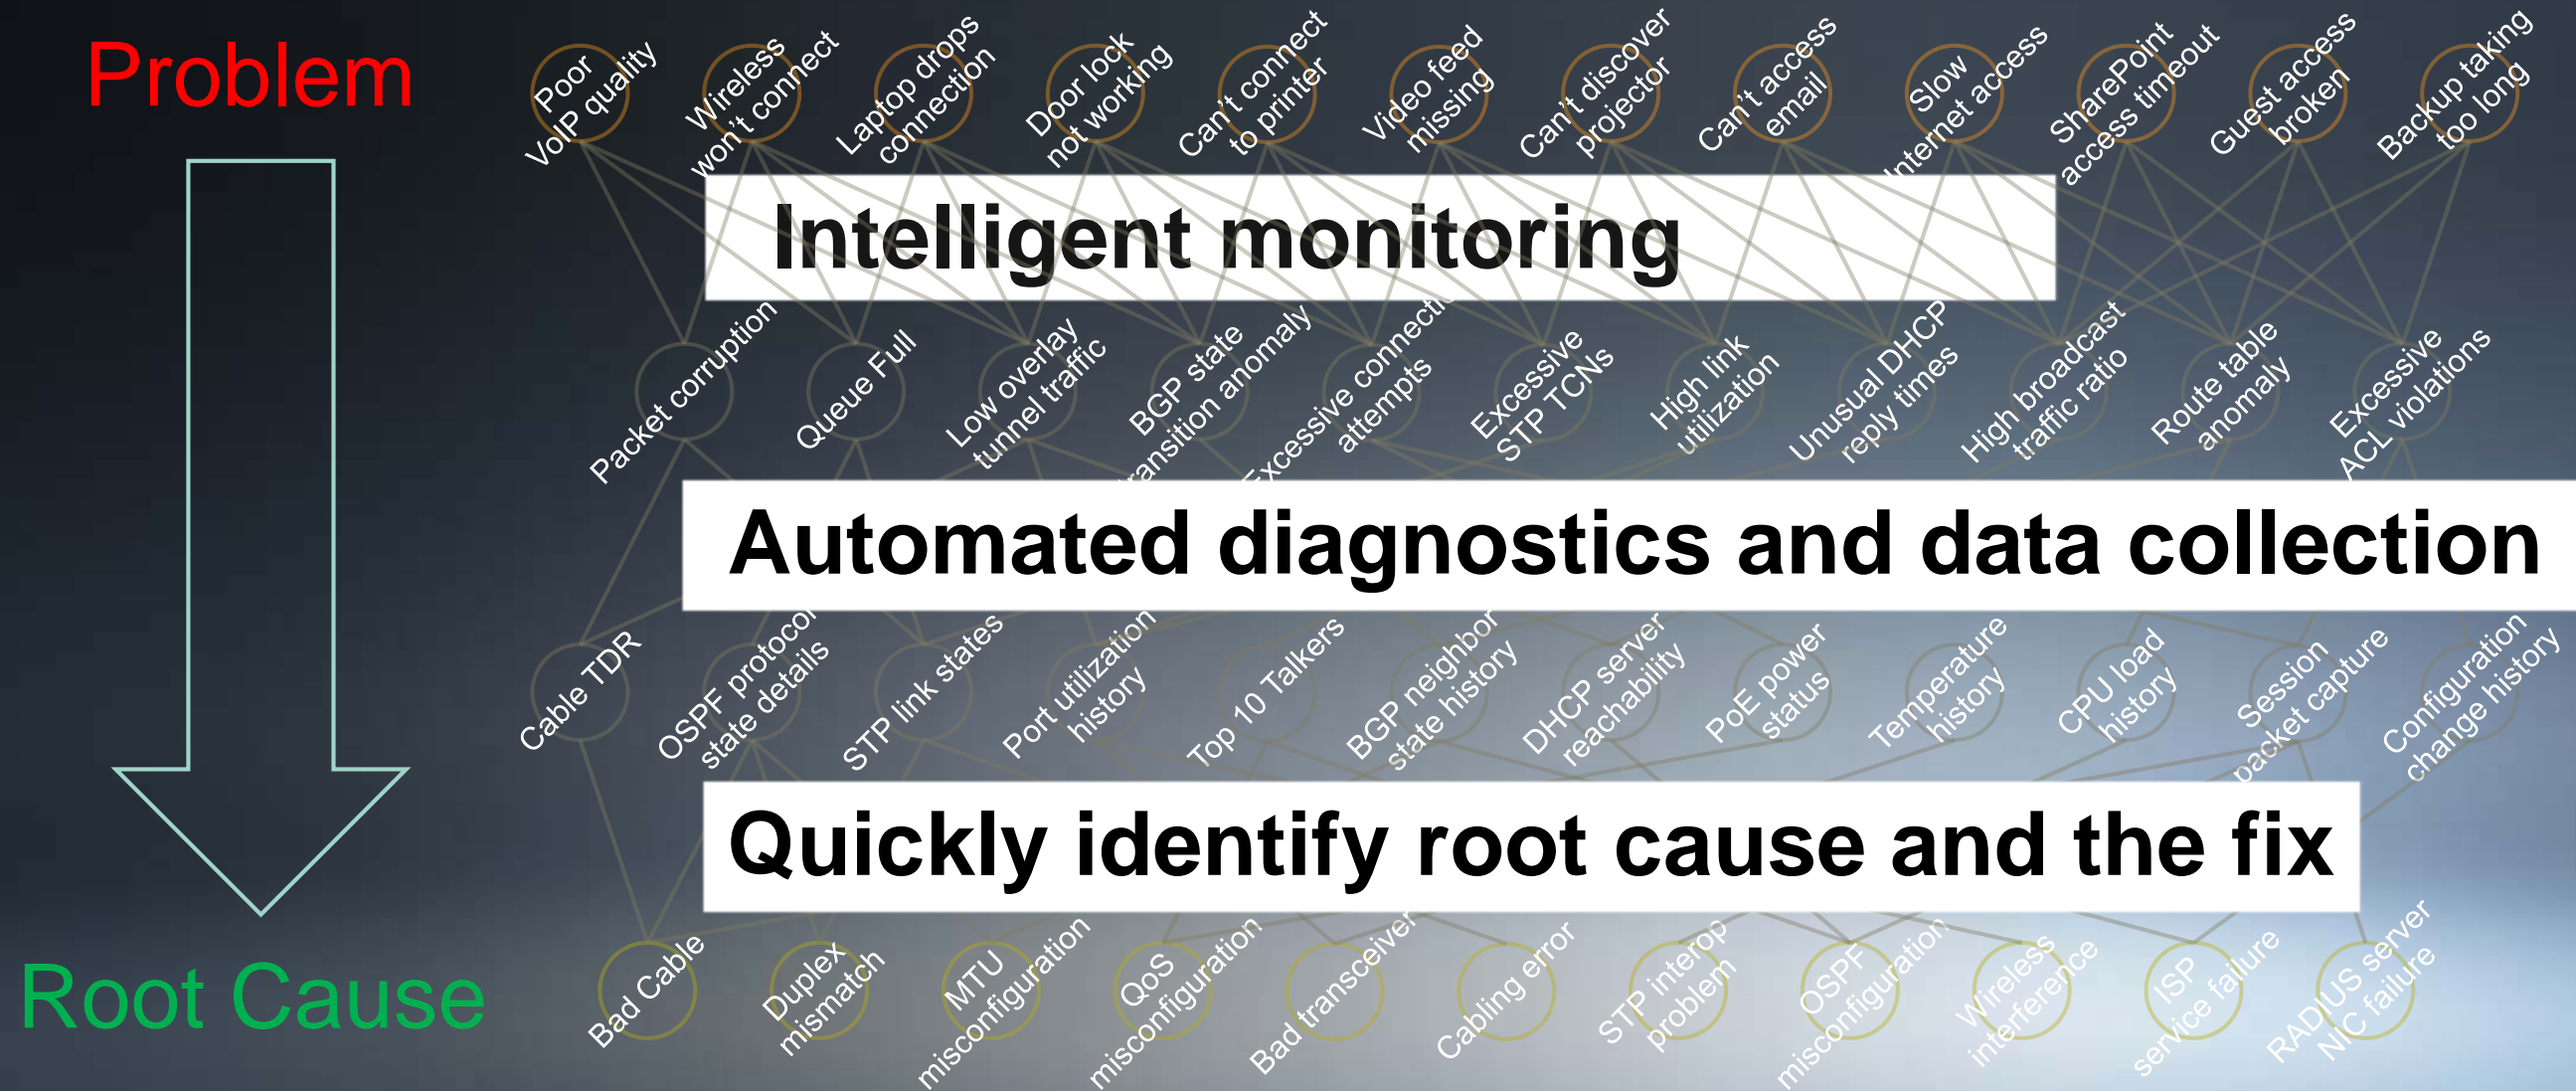 Problem
Poor
VoIP quality
Wireless
won't connect
Laptop drops
connection
Door lock
not working
Can't connect
to printer
Video feed
missing
Can't discover
projector
Can't access
email
Slow
Internet access
SharePoint
access timeout
Guest access
broken
Backup taking
too long
Intelligent monitoring
Packet corruption
Queue Full
Low overlay
tunnel traffic
BGP state
transition anomaly
Excessive connection
attempts
Excessive
STP TCNs
High link
utilization
Unusual DHCP
reply times
High broadcast
traffic ratio
Route table
anomaly
Excessive
ACL violations
Automated diagnostics and data collection
Cable TDR
OSPF protocol
state details
STP link states
Port utilization
history
Top 10 Talkers
BGP neighbor
state history
DHCP server
reachability
PoE power
status
Temperature
history
CPU load
history
Session
packet capture
Configuration
change history
Quickly identify root cause and the fix
Root Cause
Bad Cable
Duplex
mismatch
MTU
misconfiguration
QoS
misconfiguration
Bad transceiver
Cabling error
STP interop
problem
OSPF
misconfiguration
Wireless
interference
ISP
service failure
RADIUS server
NIC failure